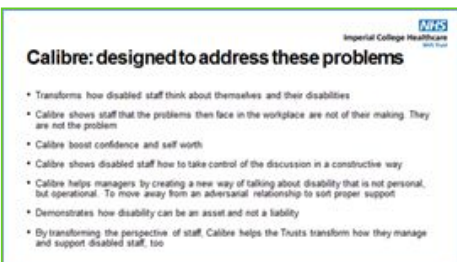 NHS
Imperial College Healthcare
NHS Trust
Calibre: designed to address these problems
• Transforms how disabled staff think about themselves and their disabilities
• Calibre shows staff that the problems then face in the workplace are not of their making. They
are not the problem
• Calibre boost confidence and self worth
• Calibre shows disabled staff how to take control of the discussion in a constructive way
• Calibre helps managers by creating a new way of talking about disability that is not personal,
but operational. To move away from an adversarial relationship to sort proper support
• Demonstrates how disability can be an asset and not a liability
• By transforming the perspective of staff, Calibre helps the Trusts transform how they manage
and support disabled staff, too